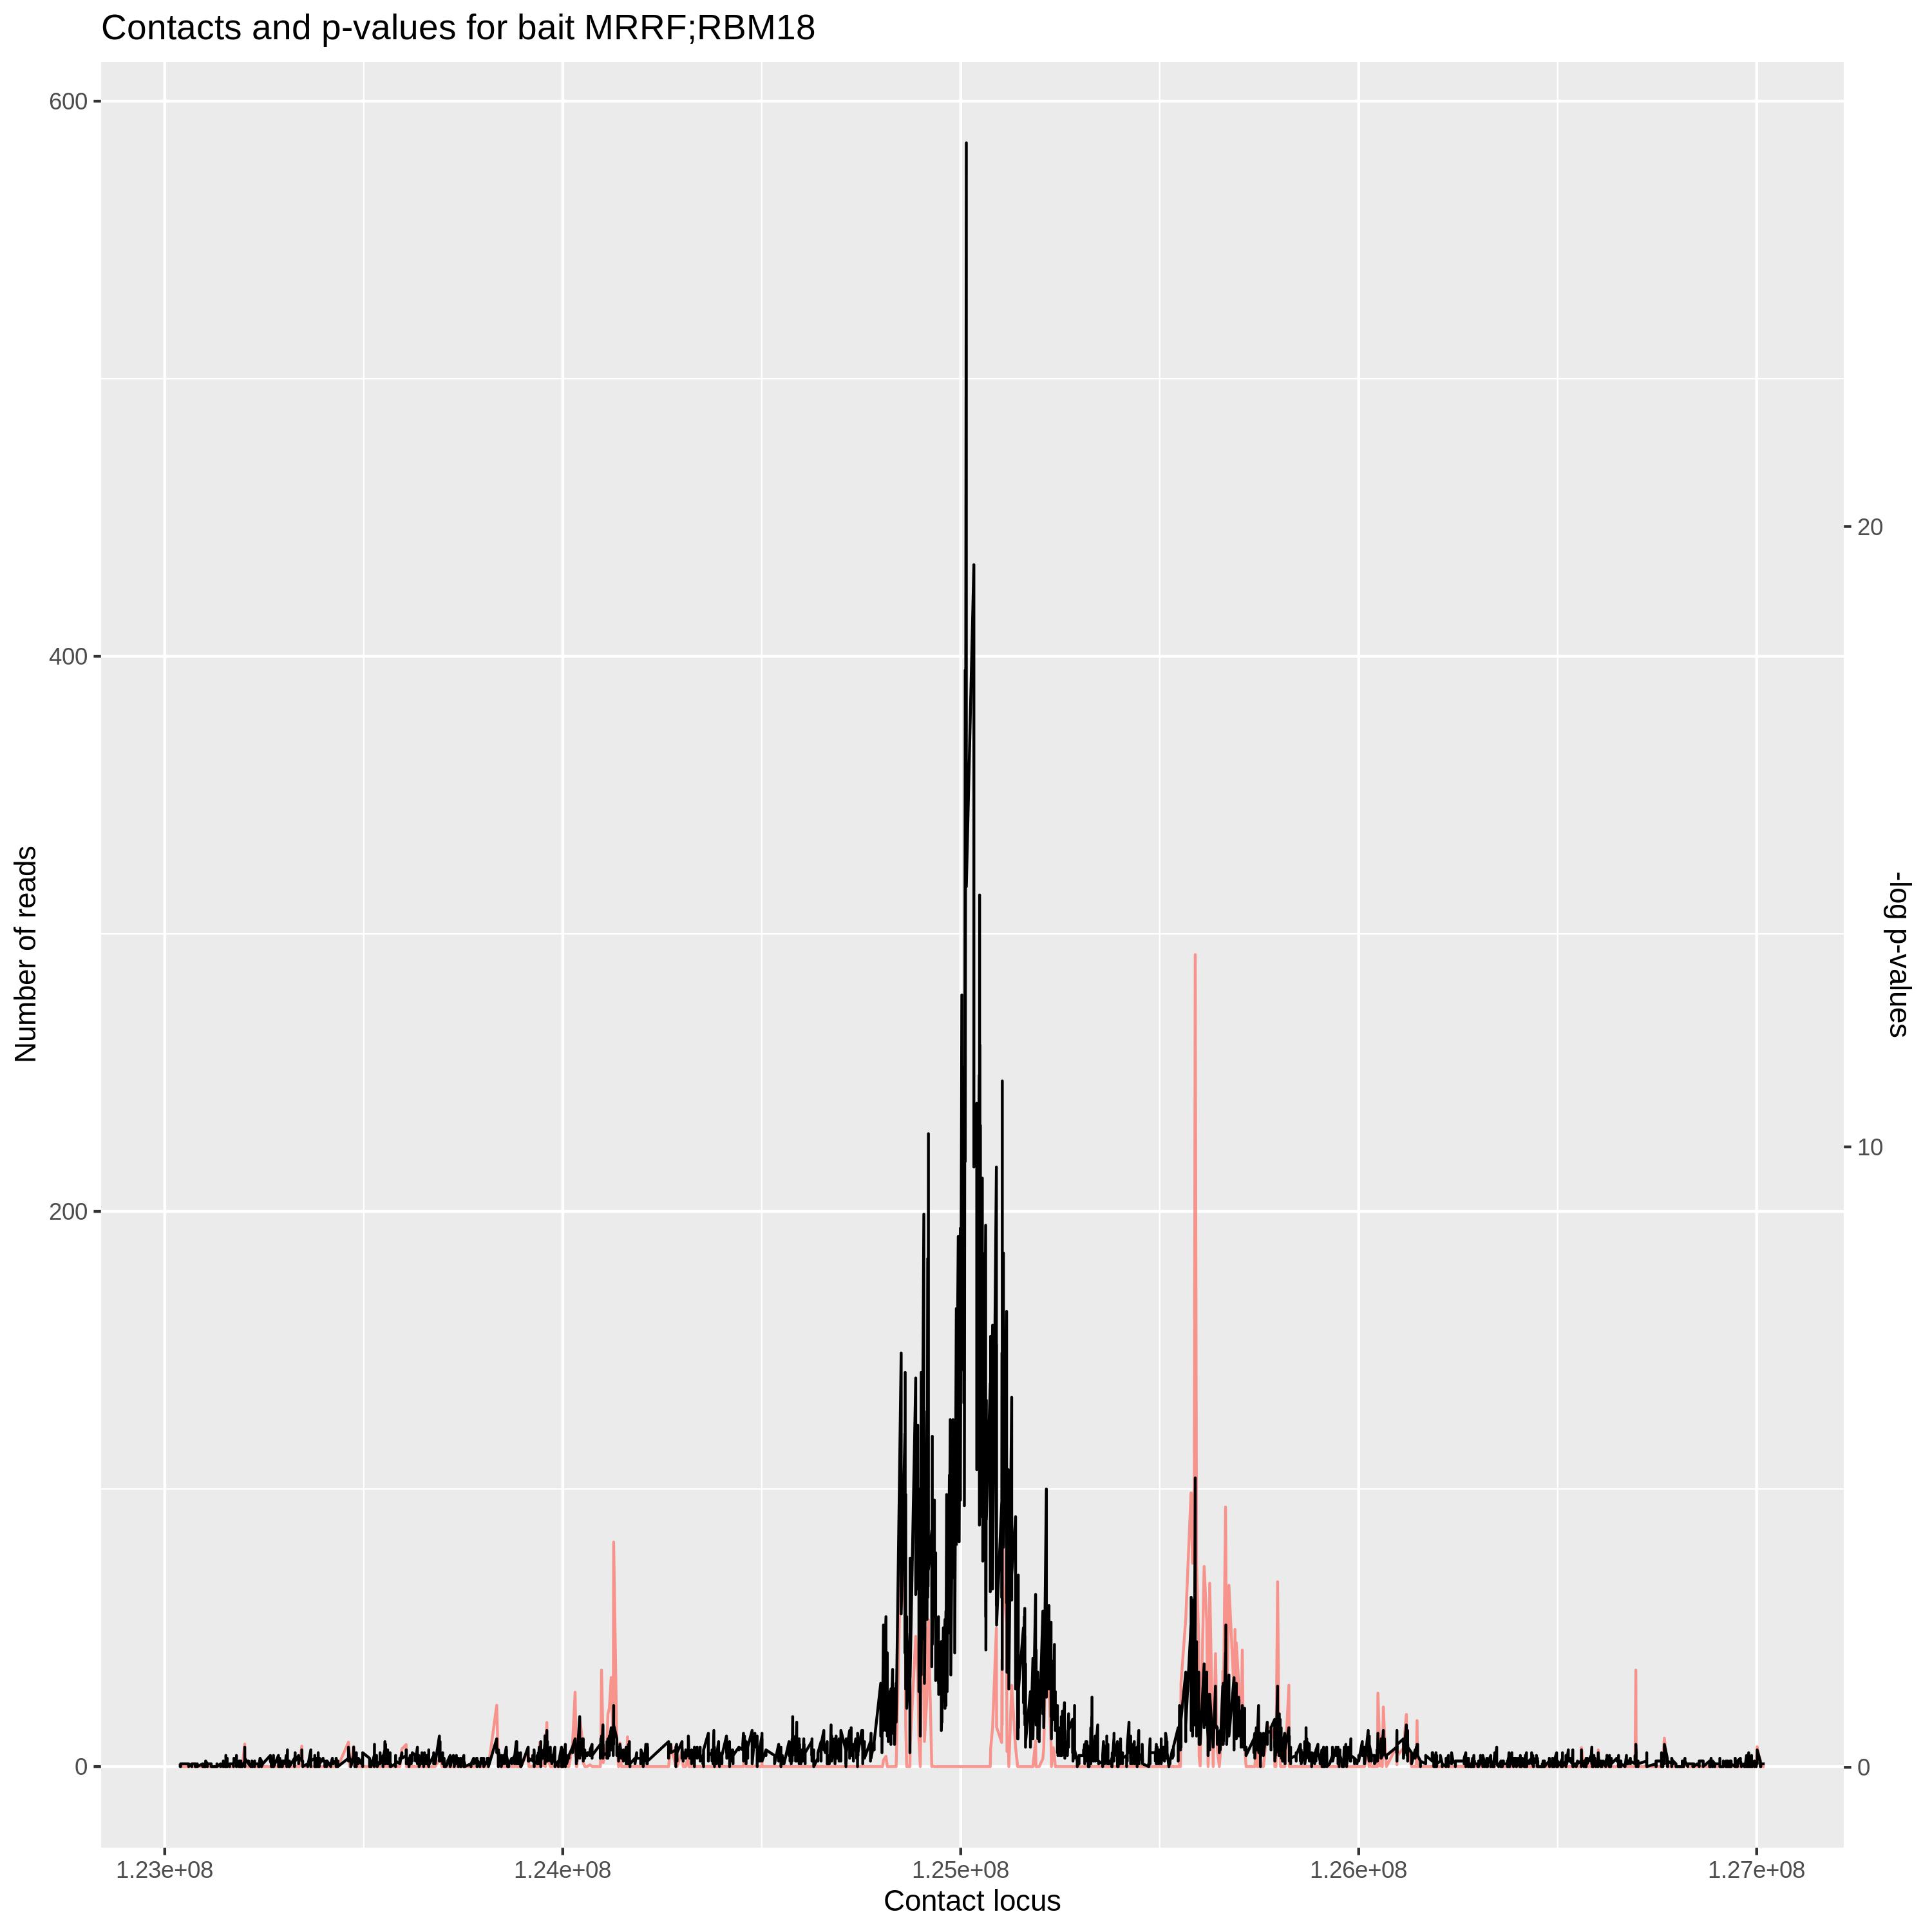 Contacts and p-values for bait MRRF;RBM18
600
400
200
0
Number of reads
20
10
0
-log p-values
1.23e+08
1.24e+08
1.25e+08
1.26e+08
1.27e+08
Contact locus